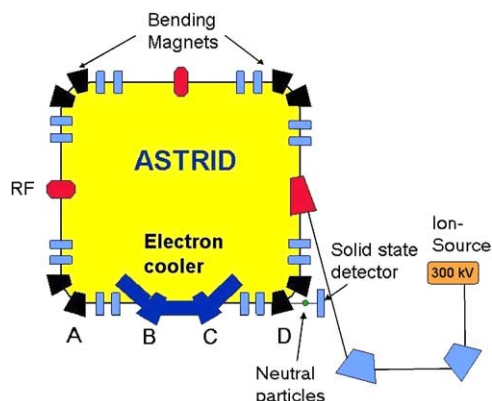 Bending
Magnets
ASTRID
RF
Electron
cooler
Ion-
Source
Solid state
detector
300 kV
A
B
C
D
Neutral
particles